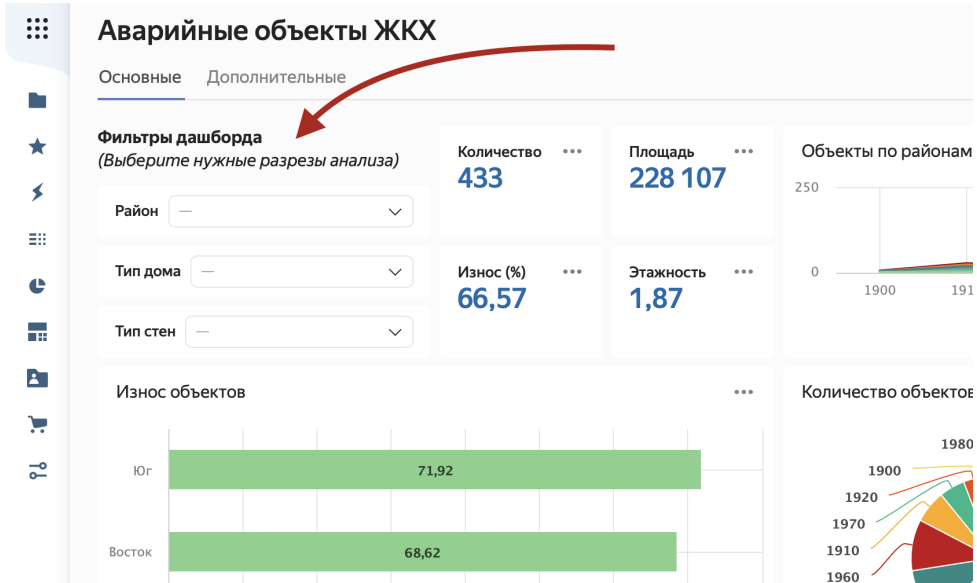 Аварийные объекты ЖКХ
Основные Дополнительные
Фильтры дашборда
(Выберите нужные разрезы анализа)
Район —
Тип дома —
Тип стен —
Количество
433
Площадь
228 107
Износ (%)
66,57
Этажность
1,87
Объекты по районам
250
0
1900 191
Износ объектов
Юг 71,92
Восток 68,62
Количество объектов
1980
1900
1920
1970
1910
1960